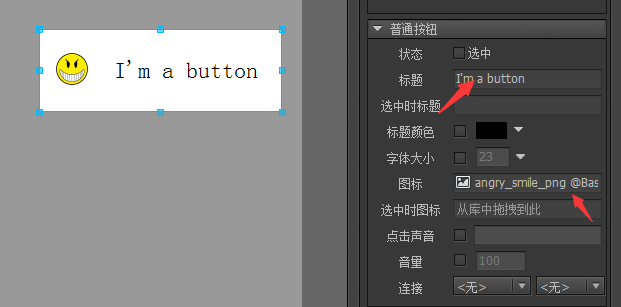 I'm a button
普通按钮
状态 选中
标题 I'm a button
选中时标题
标题颜色
字体大小 23
图标 angry_smile_png @Bas
选中时图标 从库中拖拽到此
点击声音
音量 100
连接 <无> <无>